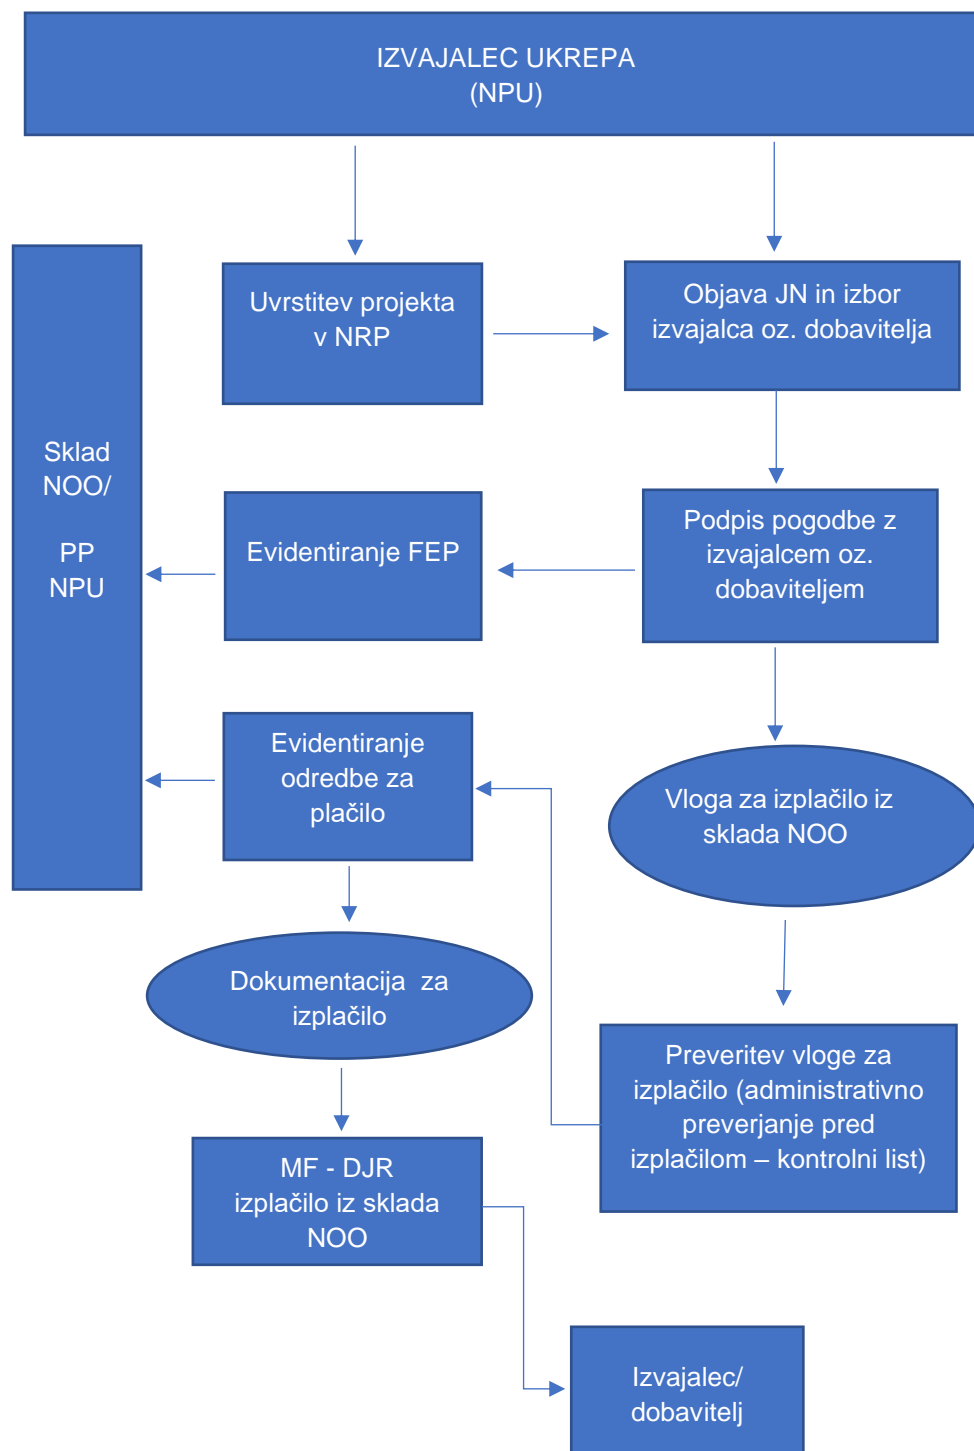 IZVAJALEC UKREPA
(NPU)
Uvrstitev projekta
v NRP
Objava JN in izbor
izvajalca oz. dobavitelja
Sklad
NOO/
PP
NPU
Evidentiranje FEP
Podpis pogodbe z
izvajalcem oz.
dobaviteljem
Evidentiranje
odredbe za
plačilo
Vloga za izplačilo iz
sklada NOO
Dokumentacija za
izplačilo
Preveritev vloge za
izplačilo (administrativno
preverjanje pred
izplačilom – kontrolni list)
MF - DJR
izplačilo iz sklada
NOO
Izvajalec/
dobavitelj